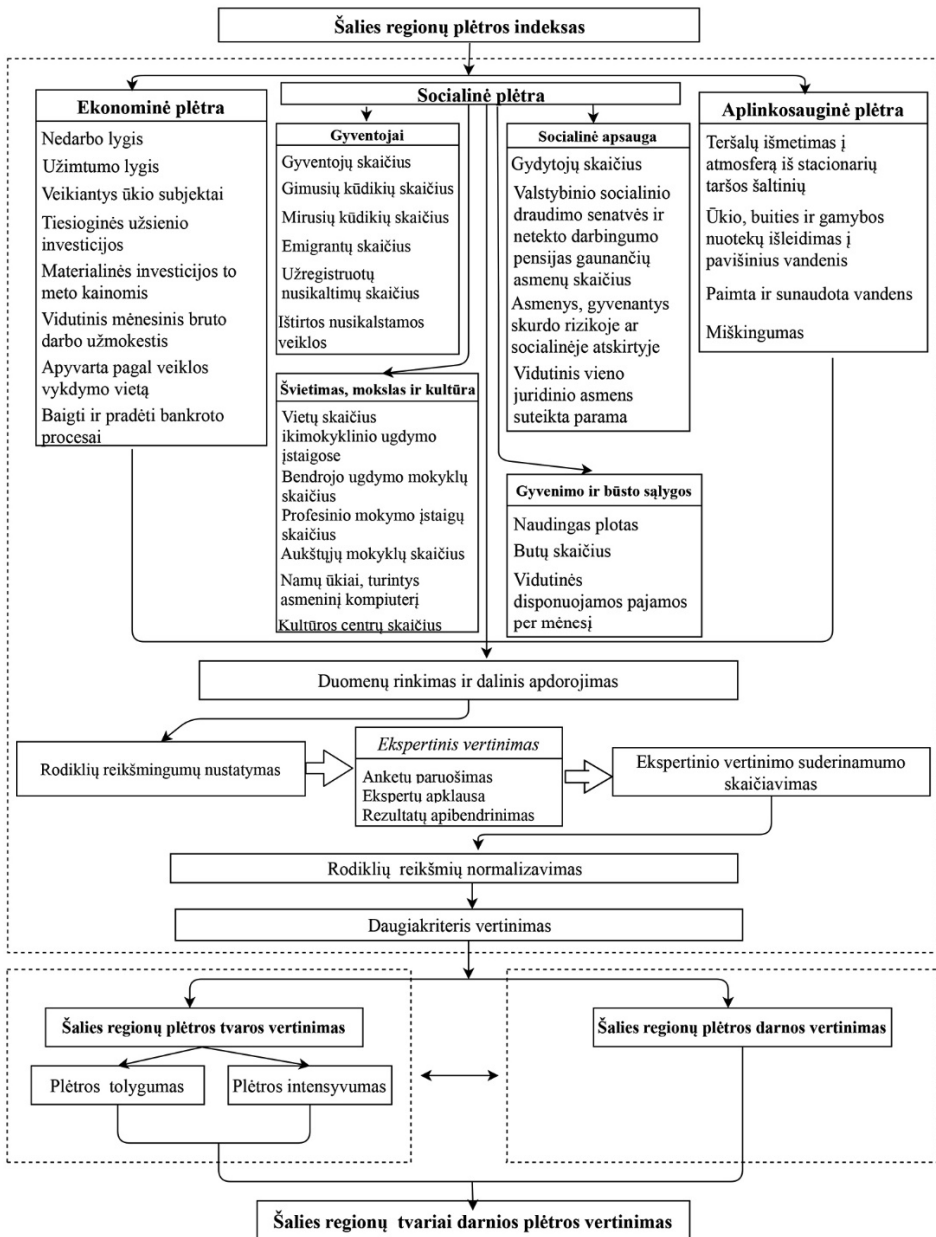 Šalies regionų plėtros indeksas
Ekonominė plėtra
Nedarbo lygis
Užimtumo lygis
Veikiantys ūkio subjektai
Tiesioginės užsienio
investicijos
Materialinės investicijos to
meto kainomis
Vidutinis mėnesinis bruto
darbo užmokestis
Apyvarta pagal veiklos
vykdymo vietą
Baigti ir pradėti bankroto
procesai
Socialinė plėtra
Gyventojai
Gyventojų skaičius
Gimusių kūdikių skaičius
Mirusių kūdikių skaičius
Emigrantų skaičius
Užregistruotų
nusikaltimų skaičius
Ištirtos nusikalstamos
veiklos
Švietimas, mokslas ir kultūra
Vietų skaičius
ikimokyklinio ugdymo
įstaigose
Bendrojo ugdymo mokyklų
skaičius
Profesinio mokymo įstaigų
skaičius
Aukštųjų mokyklų skaičius
Namų ūkiai, turintys
asmeninį kompiuterį
Kultūros centrų skaičius
Socialinė apsauga
Gydytojų skaičius
Valstybinio socialinio
draudimo senatvės ir
netekto darbingumo
pensijas gaunančių
asmenų skaičius
Asmenys, gyvenantys
skurdo rizikoje ar
socialinėje atskirtyje
Vidutinis vieno
juridinio asmens
suteikta parama
Gyvenimo ir būsto sąlygos
Naudingas plotas
Butų skaičius
Vidutinės
disponuojamos pajamos
per mėnesį
Aplinkosauginė plėtra
Teršalų išmetimas į
atmosferą iš stacionarių
taršos šaltinių
Ūkio, buities ir gamybos
nuotekų išleidimas į
pavišinius vandenis
Paimta ir sunaudota vandens
Miškingumas
Duomenų rinkimas ir dalinis apdorojimas
Rodiklių reikšmingumų nustatymas
Ekspertinis vertinimas
Anketų paruošimas
Ekspertų apklausa
Rezultatų apibendrinimas
Ekspertinio vertinimo suderinamumo
skaičiavimas
Rodiklių reikšmių normalizavimas
Daugiakriteris vertinimas
Šalies regionų plėtros tvaros vertinimas
Plėtros tolygumas
Plėtros intensyvumas
Šalies regionų plėtros darnos vertinimas
Šalies regionų tvariai darnios plėtros vertinimas